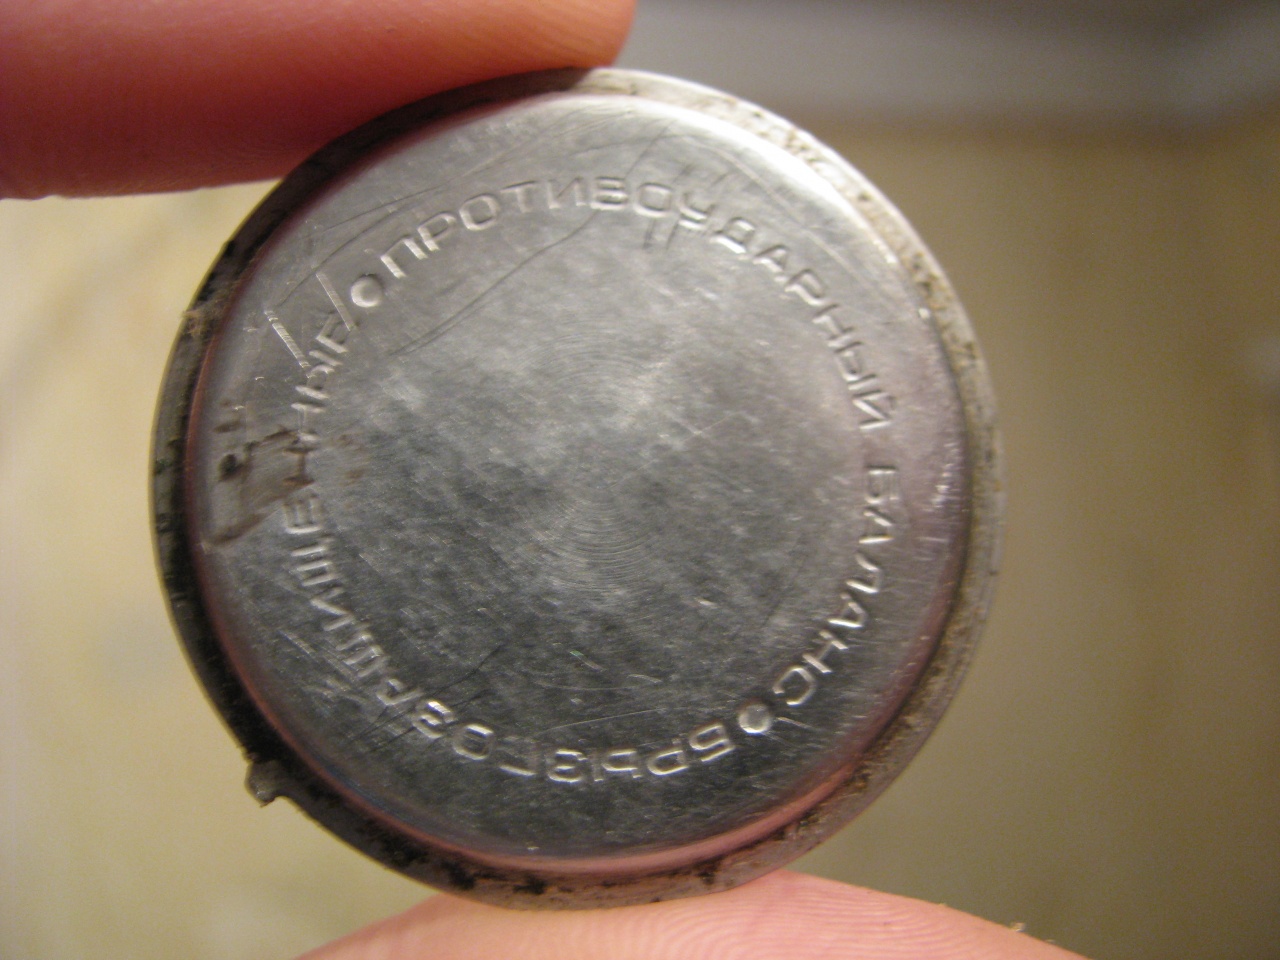 ПРОТИВОУДАРНЫЙ БАЛАНС
БРЫЗГОЗАЩИЩЕННЫЕ